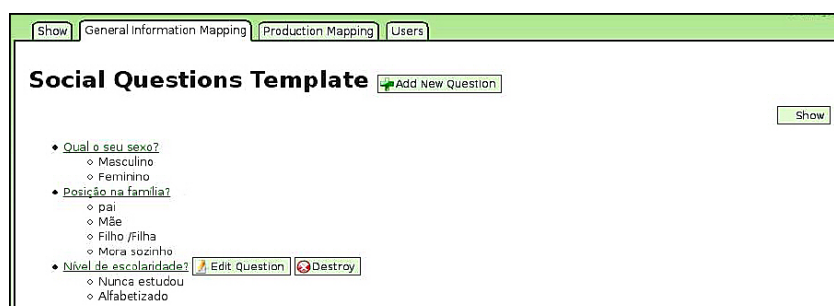 Show General Information Mapping Production Mapping Users
Social Questions Template Add New Question
Show
Qual o seu sexo?
Masculino
Feminino
Posição na família?
pai
Mãe
Filho /Filha
Mora sozinho
Nível de escolaridade? Edit Question Destroy
Nunca estudou
Alfabetizado